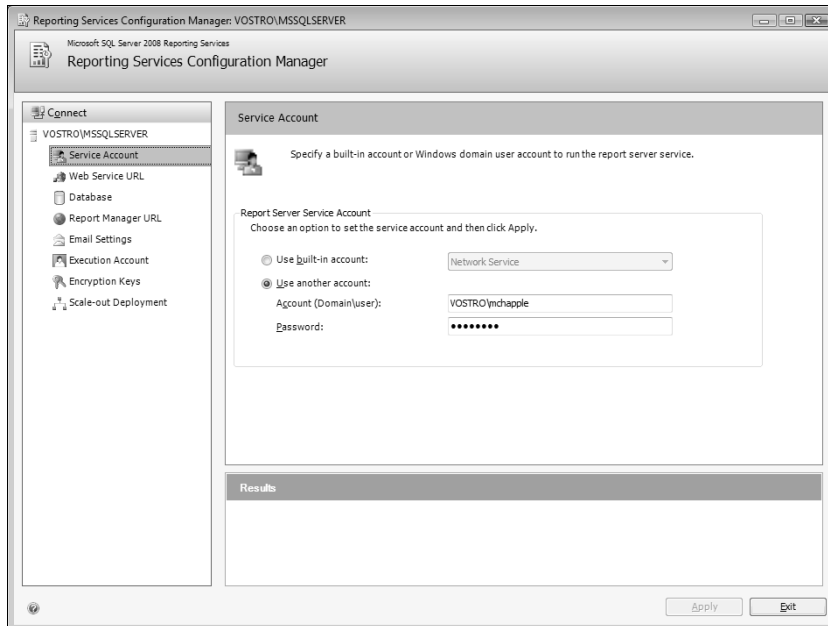 Reporting Services Configuration Manager: VOSTRO\MSSQLSERVER
Microsoft SQL Server 2008 Reporting Services
Reporting Services Configuration Manager
Connect
VOSTRO\MSSQLSERVER
Service Account
Web Service URL
Database
Report Manager URL
Email Settings
Execution Account
Encryption Keys
Scale-out Deployment
Service Account
Specify a built-in account or Windows domain user account to run the report server service.
Report Server Service Account
Choose an option to set the service account and then click Apply.
Use built-in account:
Network Service
Use another account:
Account (Domain\user):
VOSTRO\mchapple
Password:
••••••••
Results
Apply
Exit